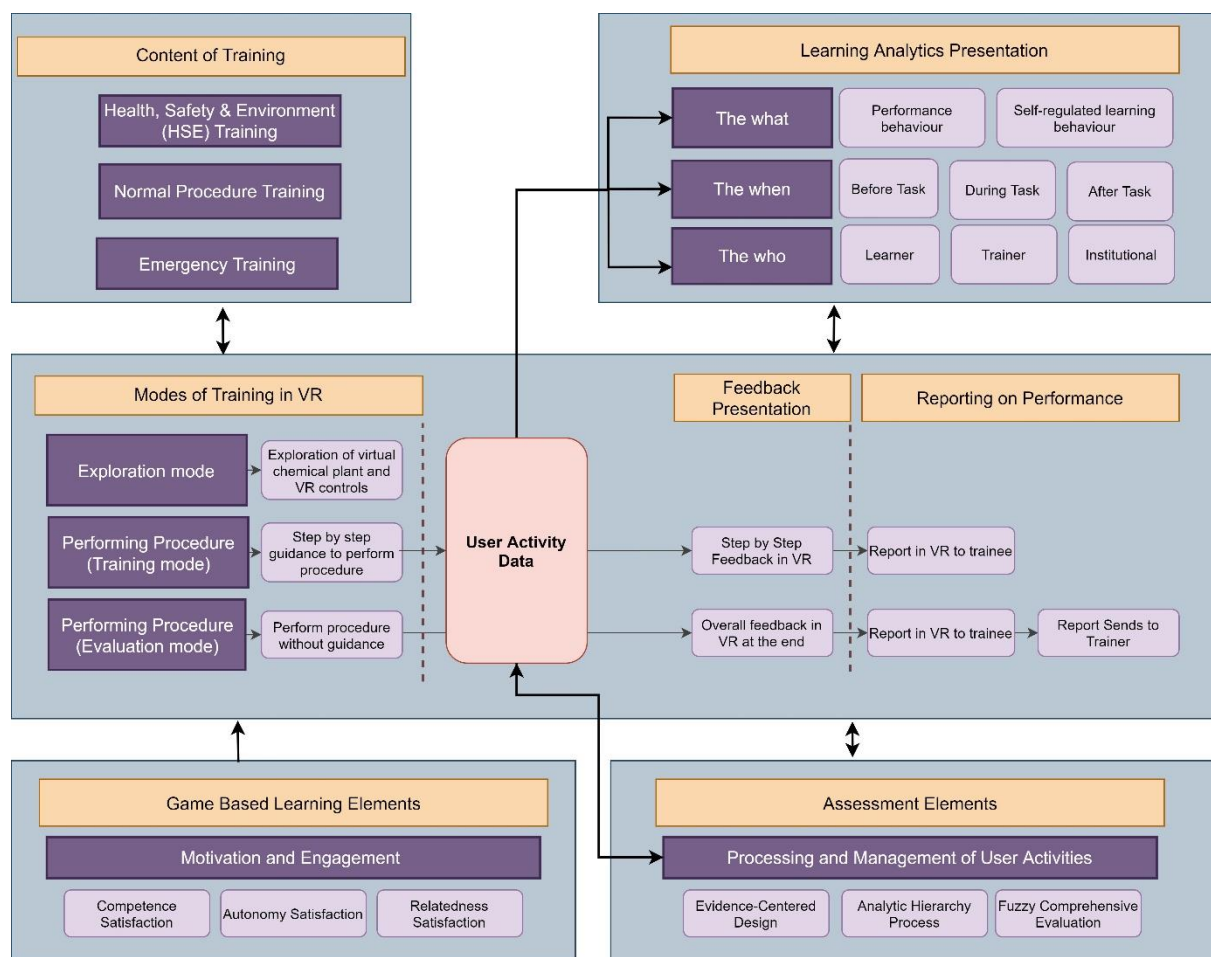 Content of Training
Health, Safety & Environment
(HSE) Training
Normal Procedure Training
Emergency Training
Learning Analytics Presentation
The what
Performance
behaviour
Self-regulated learning
behaviour
The when
Before Task
During Task
After Task
The who
Learner
Trainer
Institutional
Modes of Training in VR
Feedback
Presentation
Reporting on Performance
Exploration mode
Exploration of virtual
chemical plant and
VR controls
Performing Procedure
(Training mode)
Step by step
guidance to perform
procedure
User Activity
Data
Step by Step
Feedback in VR
Report in VR to trainee
Performing Procedure
(Evaluation mode)
Perform procedure
without guidance
Overall feedback in
VR at the end
Report in VR to trainee
Report Sends to
Trainer
Game Based Learning Elements
Motivation and Engagement
Competence
Satisfaction
Autonomy Satisfaction
Relatedness
Satisfaction
Assessment Elements
Processing and Management of User Activities
Evidence-Centered
Design
Analytic Hierarchy
Process
Fuzzy Comprehensive
Evaluation